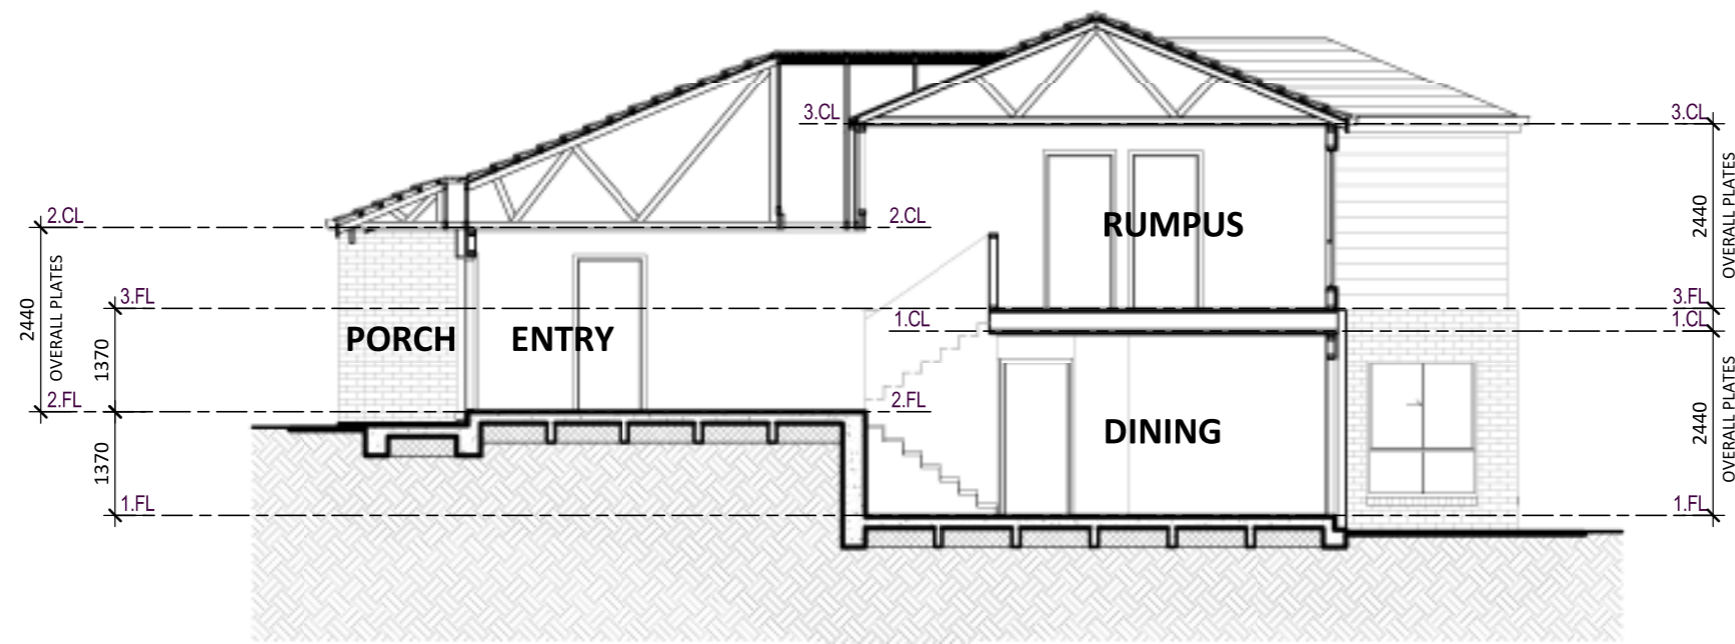 3.CL
3.CL
2.CL
2.CL
2440
OVERALL PLATES
RUMPUS
2440
OVERALL PLATES
3.FL
3.FL
1.CL
1.CL
PORCH
ENTRY
1370
2.FL
2.FL
DINING
2440
OVERALL PLATES
1370
1.FL
1.FL